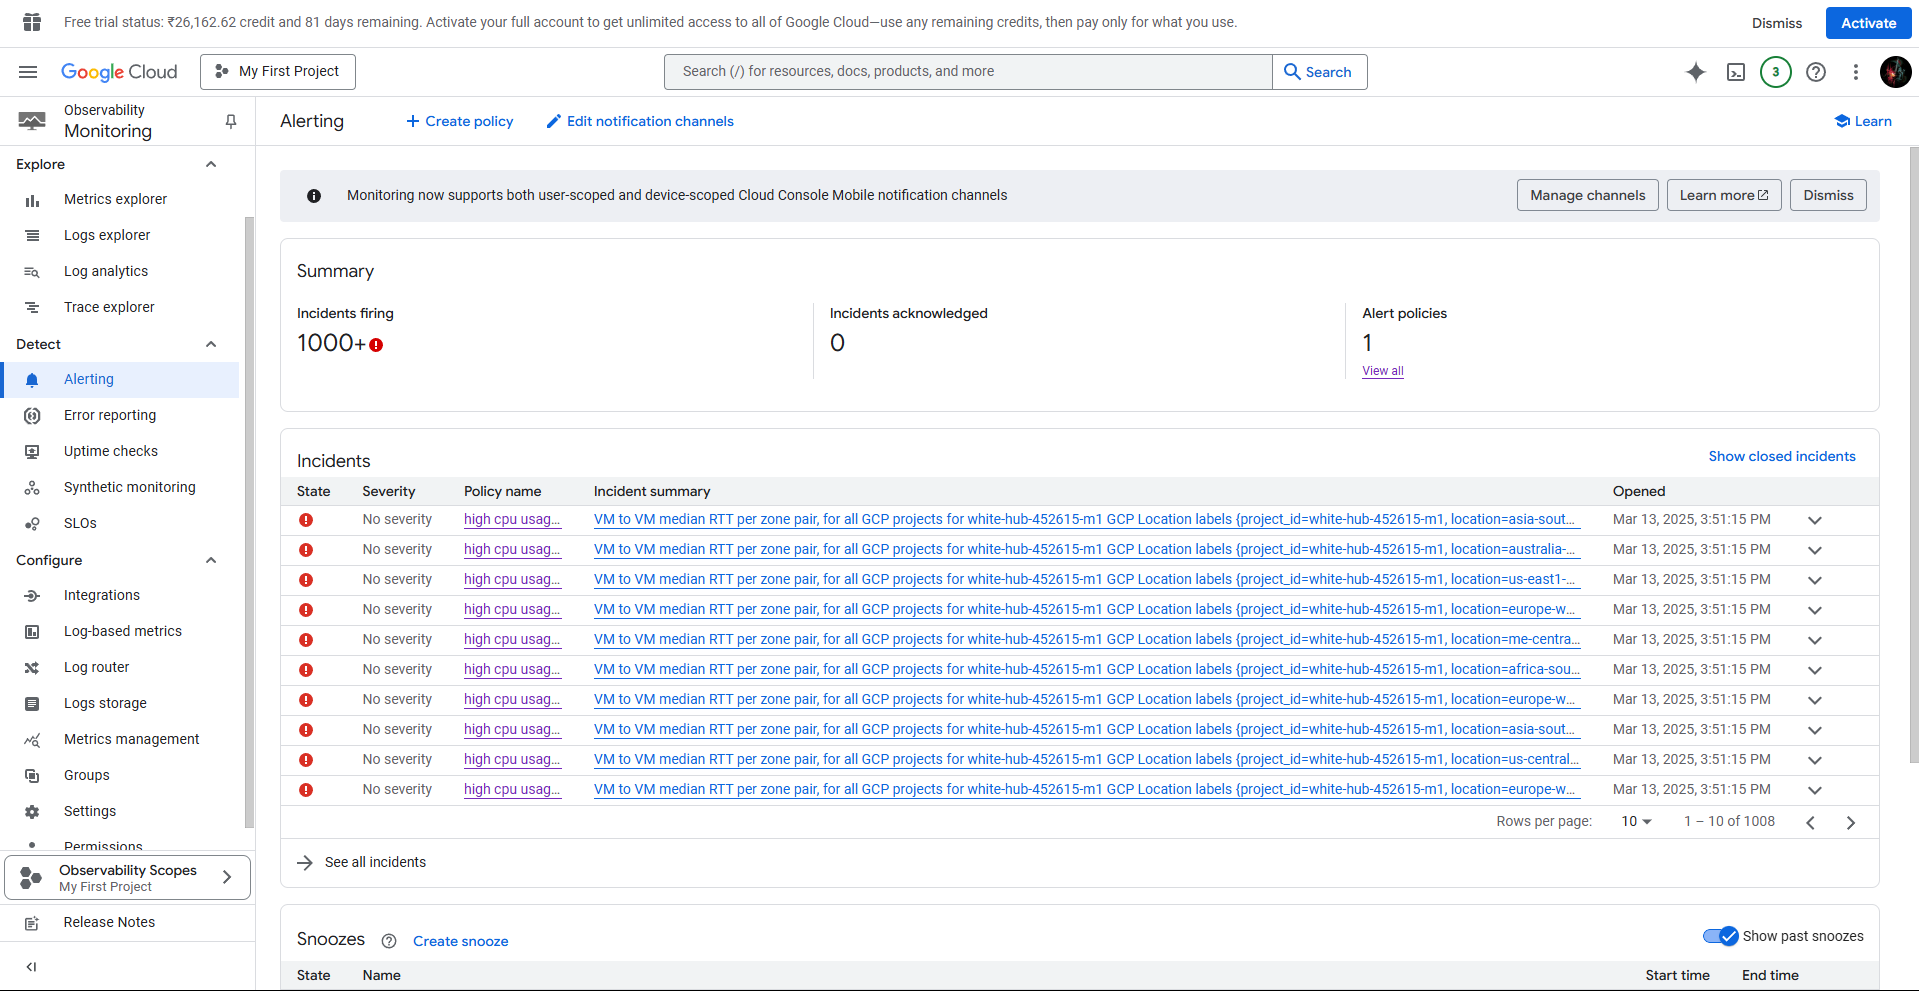 Free trial status: ₹26,162.62 credit and 81 days remaining. Activate your full account to get unlimited access to all of Google Cloud—use any remaining credits, then pay only for what you use.
Dismiss
Activate
Google Cloud
My First Project
Search (/) for resources, docs, products, and more
Search
3
Observability
Monitoring
Explore
Metrics explorer
Logs explorer
Log analytics
Trace explorer
Detect
Alerting
Error reporting
Uptime checks
Synthetic monitoring
SLOs
Configure
Integrations
Log-based metrics
Log router
Logs storage
Metrics management
Groups
Settings
Permissions
Observability Scopes
My First Project
Release Notes
Alerting
Create policy
Edit notification channels
Learn
Monitoring now supports both user-scoped and device-scoped Cloud Console Mobile notification channels
Manage channels
Learn more
Dismiss
Summary
Incidents firing
1000+
Incidents acknowledged
0
Alert policies
1
View all
Incidents
Show closed incidents
State Severity Policy name Incident summary Opened
No severity high cpu usag... VM to VM median RTT per zone pair, for all GCP projects for white-hub-452615-m1 GCP Location labels {project_id=white-hub-452615-m1, location=asia-sout... Mar 13, 2025, 3:51:15 PM
No severity high cpu usag... VM to VM median RTT per zone pair, for all GCP projects for white-hub-452615-m1 GCP Location labels {project_id=white-hub-452615-m1, location=australia-... Mar 13, 2025, 3:51:15 PM
No severity high cpu usag... VM to VM median RTT per zone pair, for all GCP projects for white-hub-452615-m1 GCP Location labels {project_id=white-hub-452615-m1, location=us-east1-... Mar 13, 2025, 3:51:15 PM
No severity high cpu usag... VM to VM median RTT per zone pair, for all GCP projects for white-hub-452615-m1 GCP Location labels {project_id=white-hub-452615-m1, location=europe-w... Mar 13, 2025, 3:51:15 PM
No severity high cpu usag... VM to VM median RTT per zone pair, for all GCP projects for white-hub-452615-m1 GCP Location labels {project_id=white-hub-452615-m1, location=me-centra... Mar 13, 2025, 3:51:15 PM
No severity high cpu usag... VM to VM median RTT per zone pair, for all GCP projects for white-hub-452615-m1 GCP Location labels {project_id=white-hub-452615-m1, location=africa-sou... Mar 13, 2025, 3:51:15 PM
No severity high cpu usag... VM to VM median RTT per zone pair, for all GCP projects for white-hub-452615-m1 GCP Location labels {project_id=white-hub-452615-m1, location=europe-w... Mar 13, 2025, 3:51:15 PM
No severity high cpu usag... VM to VM median RTT per zone pair, for all GCP projects for white-hub-452615-m1 GCP Location labels {project_id=white-hub-452615-m1, location=asia-sout... Mar 13, 2025, 3:51:15 PM
No severity high cpu usag... VM to VM median RTT per zone pair, for all GCP projects for white-hub-452615-m1 GCP Location labels {project_id=white-hub-452615-m1, location=us-central... Mar 13, 2025, 3:51:15 PM
No severity high cpu usag... VM to VM median RTT per zone pair, for all GCP projects for white-hub-452615-m1 GCP Location labels {project_id=white-hub-452615-m1, location=europe-w... Mar 13, 2025, 3:51:15 PM
Rows per page: 10 1 – 10 of 1008
See all incidents
Snoozes
Create snooze
Show past snoozes
State Name Start time End time